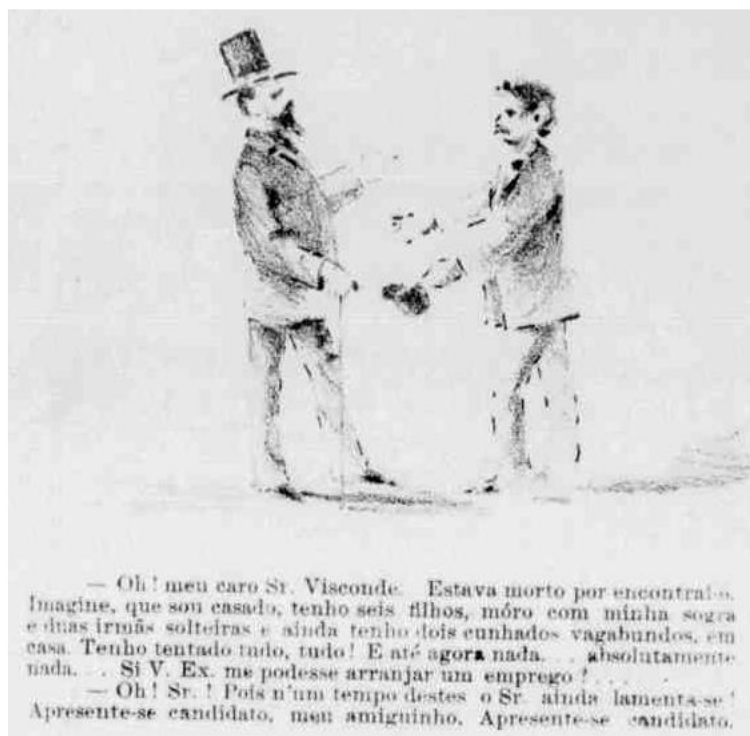 — Oh! meu caro Sr. Visconde. Estava morto por encontral-o.
Imagine, que sou casado, tenho seis filhos, móro com minha sogra
e duas irmãs solteiras e ainda tenho dois cunhados vagabundos, em
casa. Tenho tentado tudo, tudo! E até agora nada. . . absolutamente
nada. . . Si V. Ex. me podesse arranjar um emprego ! . . . .
— Oh! Sr. ! Pois n'um tempo destes o Sr. ainda lamenta-se !
Apresente-se candidato, meu amiguinho, Apresente-se candidato.